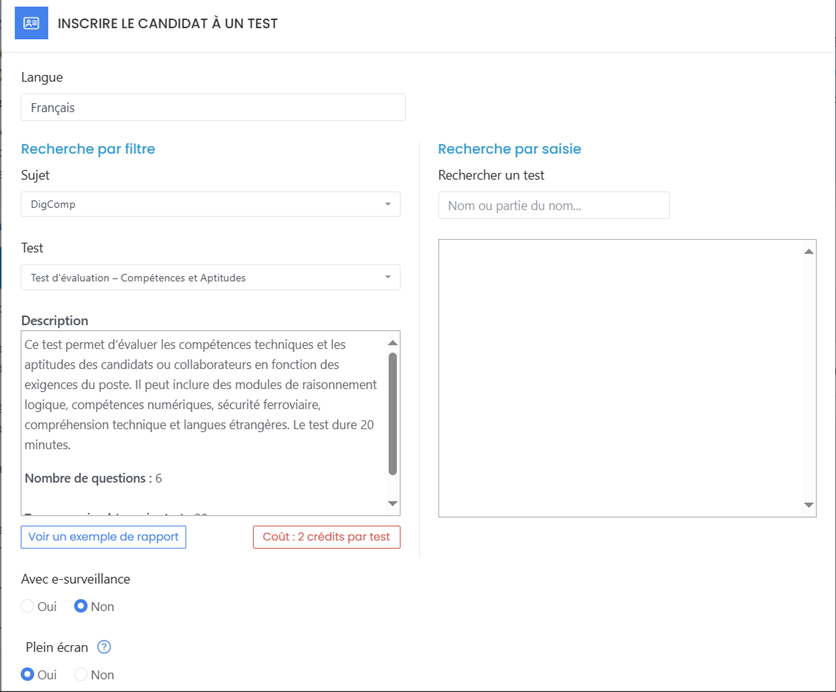 INSCRIRE LE CANDIDAT À UN TEST
Langue
Français
Recherche par filtre
Sujet
DigComp
Test
Test d'évaluation – Compétences et Aptitudes
Description
Ce test permet d'évaluer les compétences techniques et les
aptitudes des candidats ou collaborateurs en fonction des
exigences du poste. Il peut inclure des modules de raisonnement
logique, compétences numériques, sécurité ferroviaire,
compréhension technique et langues étrangères. Le test dure 20
minutes.
Nombre de questions : 6
Voir un exemple de rapport
Coût : 2 crédits par test
Recherche par saisie
Rechercher un test
Nom ou partie du nom...
Avec e-surveillance
Oui Non
Plein écran ?
Oui Non